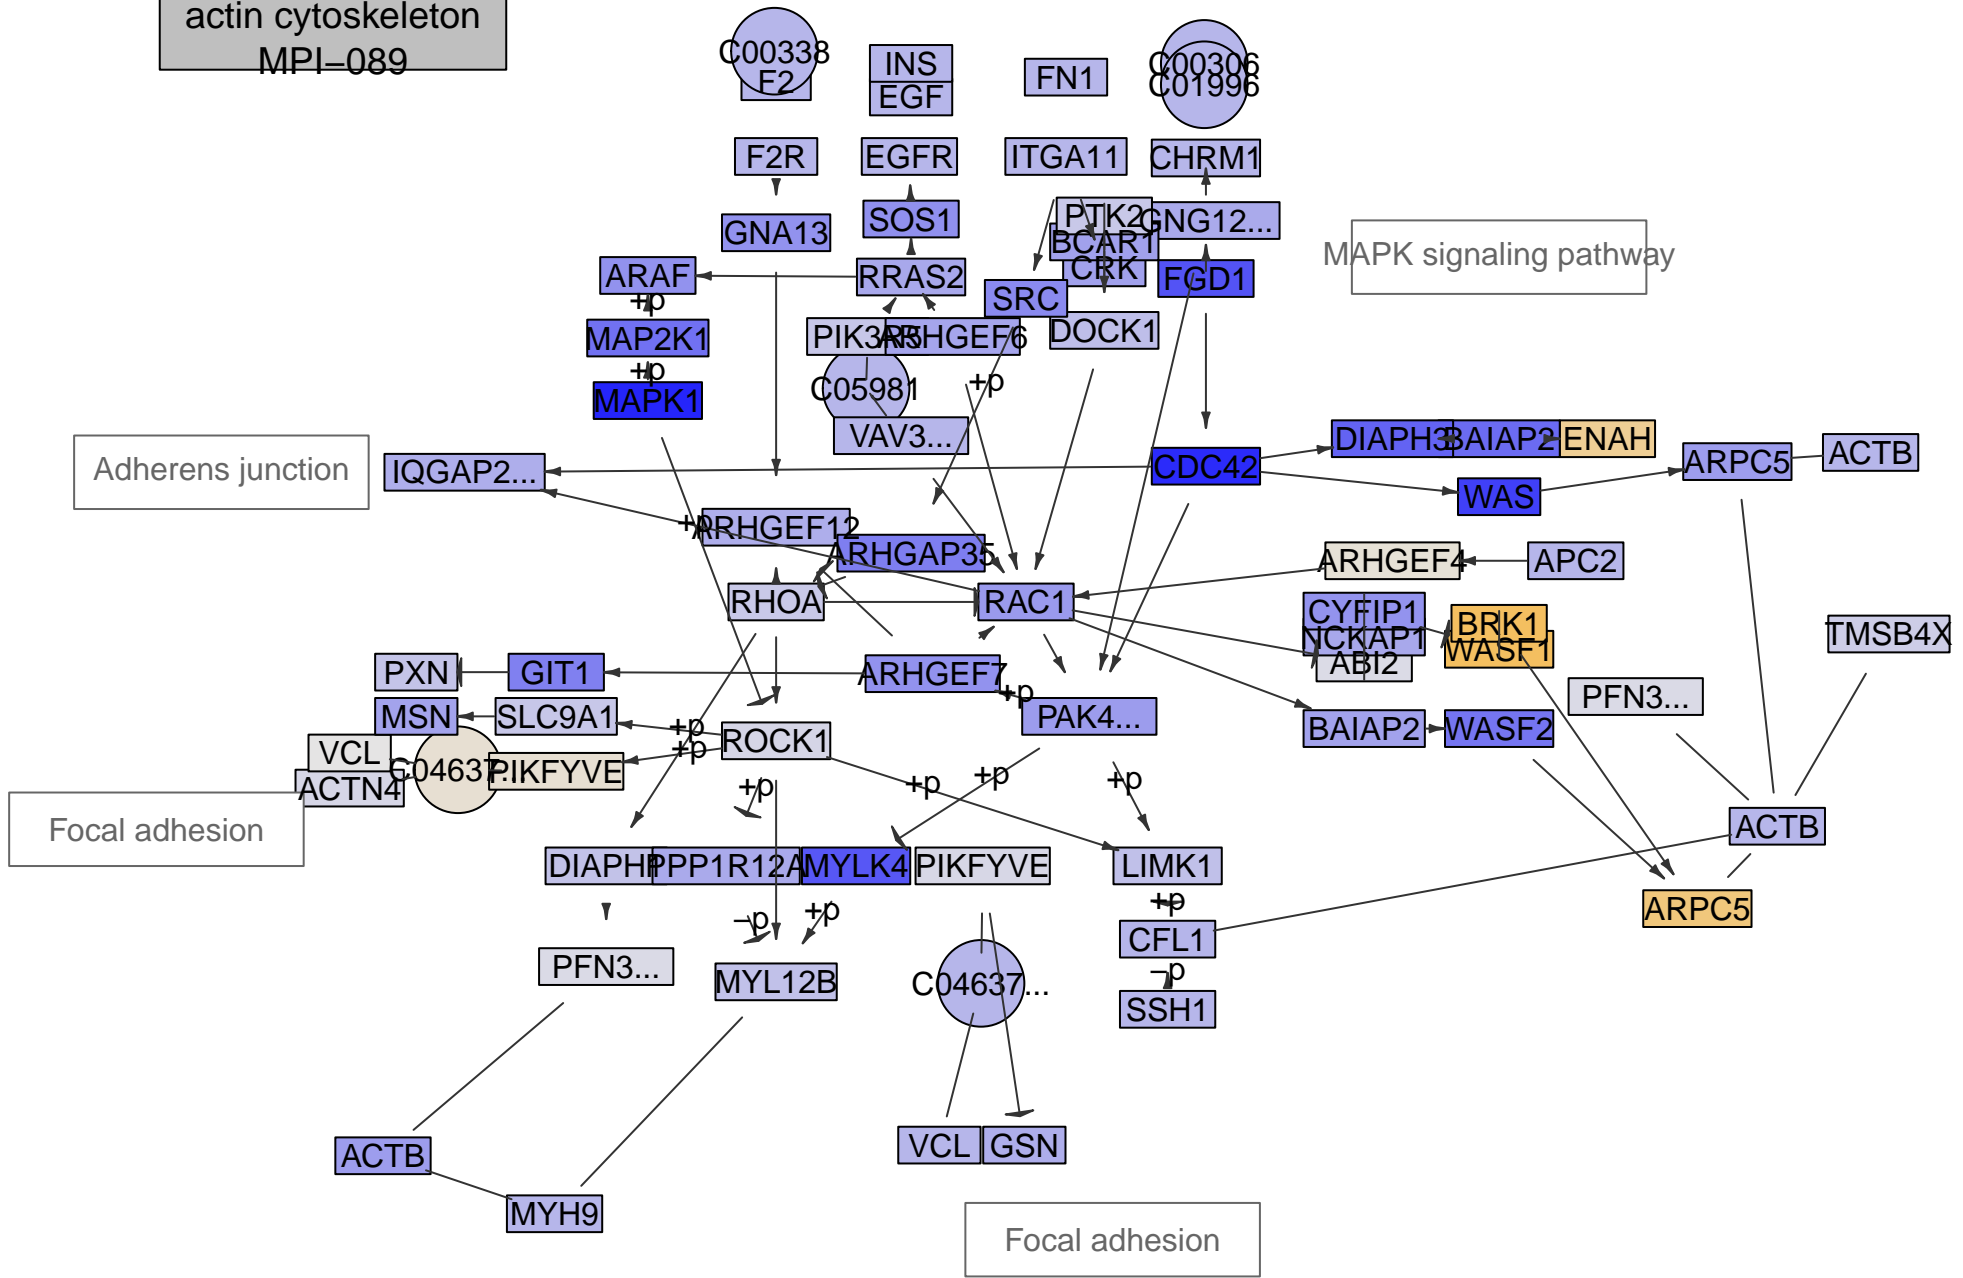 actin cytoskeleton
MPI−089
C00338
F2
INS
EGF
FN1
C00306
C01996
F2R
EGFR
ITGA11
CHRM1
GNA13
SOS1
PTK2
BCAR1
CRK
GNG12...
MAPK signaling pathway
ARAF
RRAS2
SRC
FGD1
+p
MAP2K1
ARHGEF6
DOCK1
+p
MAPK1
C05981
+p
VAV3...
DIAPH3
BAIAP2
ENAH
ARPC5
ACTB
Adherens junction
IQGAP2...
CDC42
WAS
+p
ARHGEF12
ARHGAP35
ARHGEF4
APC2
RHOA
RAC1
CYFIP1
NCKAP1
ABI2
BRK1
WASF1
TMSB4X
PXN
GIT1
ARHGEF7
+p
PFN3...
MSN
SLC9A1
+p
PAK4...
BAIAP2
WASF2
VCL
ACTN4
C04637...
PIKFYVE
+p
ROCK1
+p
+p
+p
+p
Focal adhesion
ACTB
PPP1R12A
MYLK4
PIKFYVE
LIMK1
−p
+p
+p
ARPC5
CFL1
PFN3...
MYL12B
C04637...
−p
SSH1
ACTB
VCL
GSN
MYH9
Focal adhesion